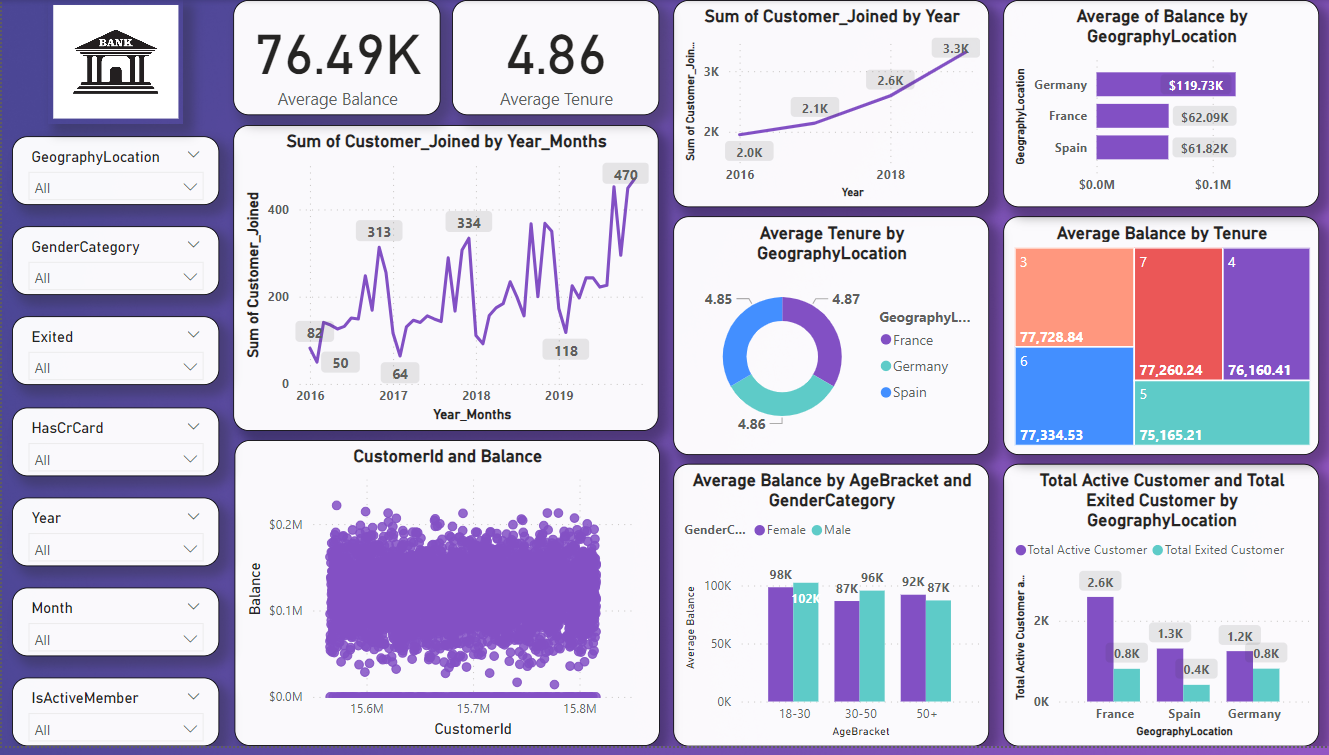 BANK
76.49K
Average Balance
4.86
Average Tenure
GeographyLocation
All
GenderCategory
All
Exited
All
HasCrCard
All
Year
All
Month
All
IsActiveMember
All
Sum of Customer_Joined by Year_Months
Sum of Customer_Joined
400
200
0
82
50
313
64
334
118
470
2016
2017
2018
2019
Year_Months
CustomerId and Balance
Balance
$0.2M
$0.1M
$0.0M
15.6M
15.7M
15.8M
CustomerId
Sum of Customer_Joined by Year
Sum of Customer_Join...
3K
2K
2.0K
2.1K
2.6K
3.3K
2016
2018
Year
Average of Balance by
GeographyLocation
GeographyLocation
Germany
$119.73K
France
$62.09K
Spain
$61.82K
$0.0M
$0.1M
Average Tenure by
GeographyLocation
4.85
4.87
4.86
GeographyL...
France
Germany
Spain
Average Balance by Tenure
3
77,728.84
7
77,260.24
4
76,160.41
6
77,334.53
5
75,165.21
Average Balance by AgeBracket and
GenderCategory
GenderC...
Female
Male
Average Balance
100K
50K
0K
98K
102K
87K
96K
92K
87K
18-30
30-50
50+
AgeBracket
Total Active Customer and Total
Exited Customer by
GeographyLocation
Total Active Customer
Total Exited Customer
Total Active Customer a..
2K
0K
2.6K
0.8K
1.3K
0.4K
1.2K
0.8K
France
Spain
Germany
GeographyLocation